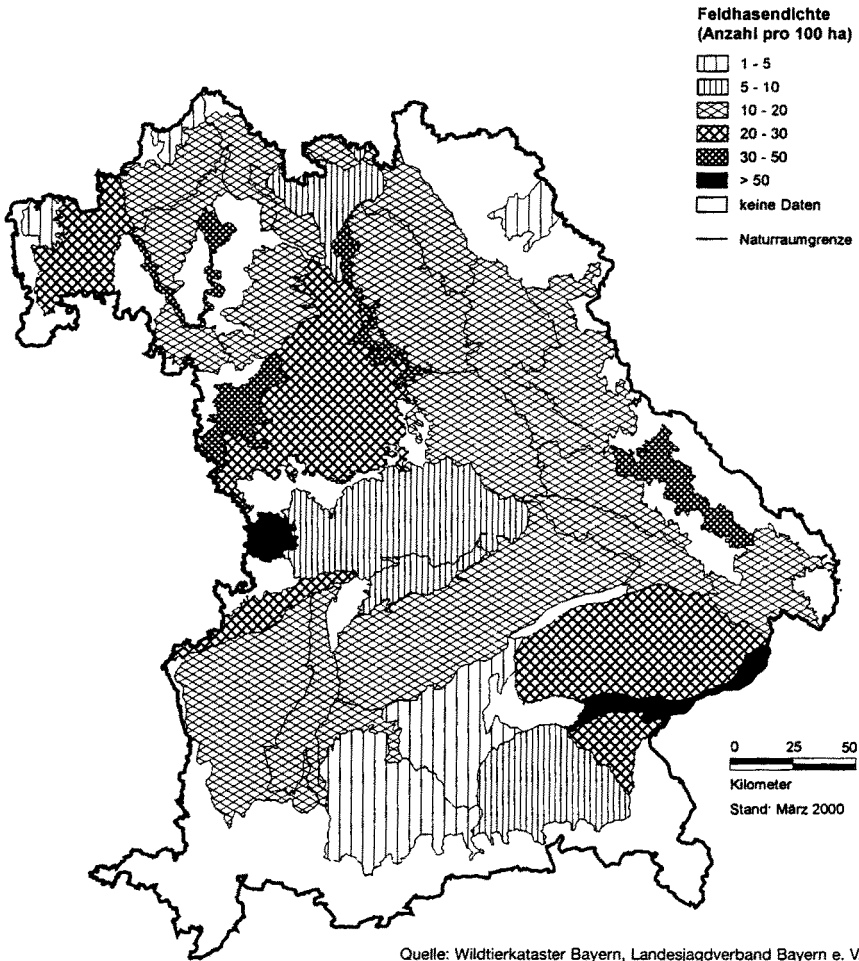 Feldhasendichte
(Anzahl pro 100 ha)
1 - 5
5 - 10
10 - 20
20 - 30
30 - 50
> 50
keine Daten
Naturraumgrenze
0 25 50
Kilometer
Stand: März 2000
Quelle: Wildtierkataster Bayern, Landesjagdverband Bayern e. V.